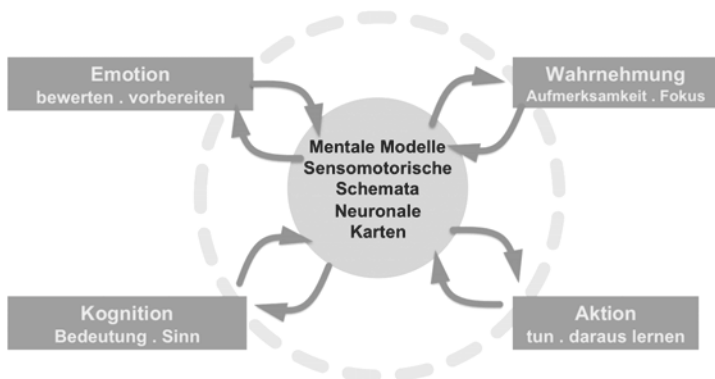 Emotion
bewerten . vorbereiten
Wahrnehmung
Aufmerksamkeit . Fokus
Mentale Modelle
Sensomotorische
Schemata
Neuronale
Karten
Kognition
Bedeutung . Sinn
Aktion
tun . daraus lernen